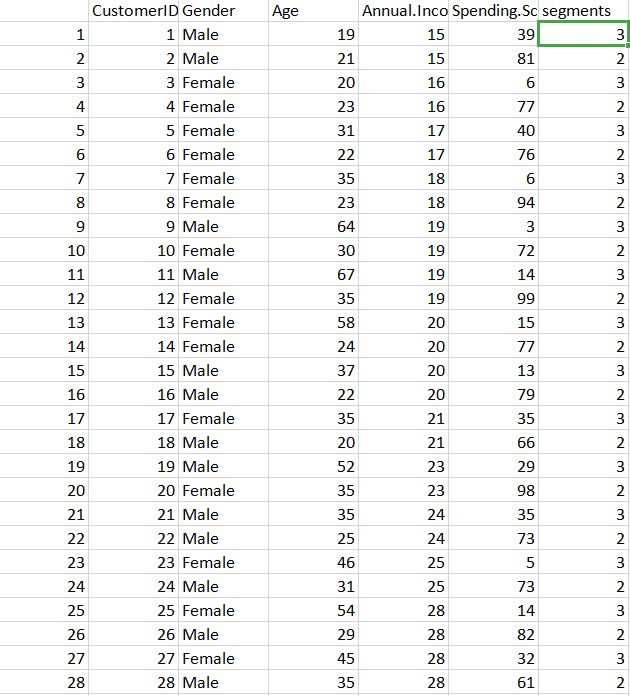 CustomerID Gender Age Annual.Inco Spending.Sc segments
1 1 Male 19 15 39 3
2 2 Male 21 15 81 2
3 3 Female 20 16 6 3
4 4 Female 23 16 77 2
5 5 Female 31 17 40 3
6 6 Female 22 17 76 2
7 7 Female 35 18 6 3
8 8 Female 23 18 94 2
9 9 Male 64 19 3 3
10 10 Female 30 19 72 2
11 11 Male 67 19 14 3
12 12 Female 35 19 99 2
13 13 Female 58 20 15 3
14 14 Female 24 20 77 2
15 15 Male 37 20 13 3
16 16 Male 22 20 79 2
17 17 Female 35 21 35 3
18 18 Male 20 21 66 2
19 19 Male 52 23 29 3
20 20 Female 35 23 98 2
21 21 Male 35 24 35 3
22 22 Male 25 24 73 2
23 23 Female 46 25 5 3
24 24 Male 31 25 73 2
25 25 Female 54 28 14 3
26 26 Male 29 28 82 2
27 27 Female 45 28 32 3
28 28 Male 35 28 61 2